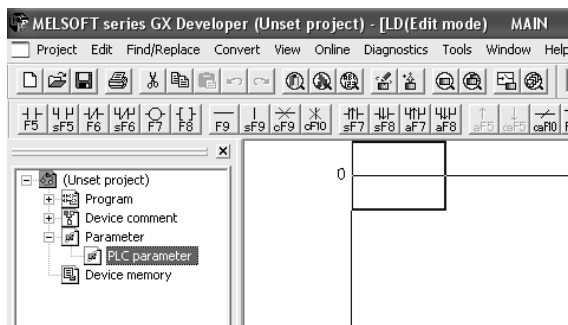 MELSOFT series GX Developer (Unset project) - [LD(Edit mode) MAIN
Project Edit Find/Replace Convert View Online Diagnostics Tools Window Help
F5 sF5 F6 sF6 F7 F8 F9 sF9 cF9 cF10 sF7 sF8 aF7 aF8 aF5 caF5 caF10
(Unset project)
0
Program
Device comment
Parameter
PLC parameter
Device memory